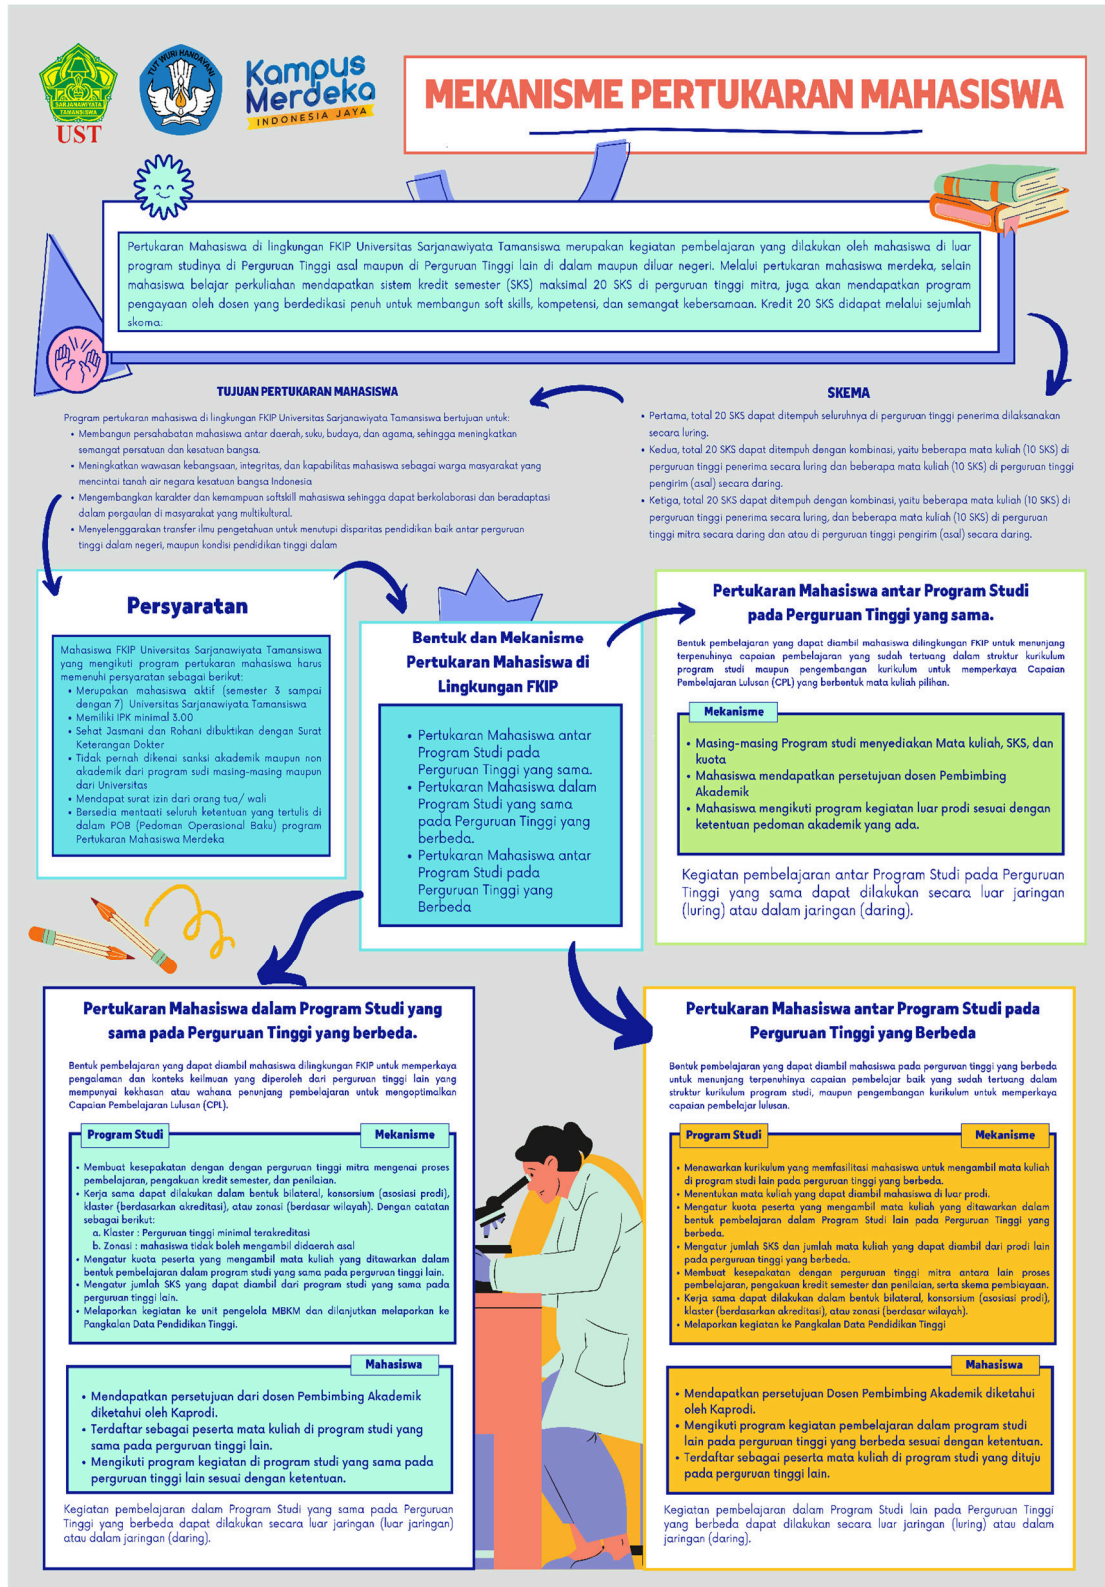 SARJANAWIYATA
TAMANSISWA
UST
TUT WURI HANDAYANI
Kampus
Merdeka
INDONESIA JAYA
MEKANISME PERTUKARAN MAHASISWA
Pertukaran Mahasiswa di lingkungan FKIP Universitas Sarjanawiyata Tamansiswa merupakan kegiatan pembelajaran yang dilakukan oleh mahasiswa di luar
program studinya di Perguruan Tinggi asal maupun di Perguruan Tinggi lain di dalam maupun diluar negeri. Melalui pertukaran mahasiswa merdeka, selain
mahasiswa belajar perkuliahan mendapatkan sistem kredit semester (SKS) maksimal 20 SKS di perguruan tinggi mitra, juga akan mendapatkan program
pengayaan oleh dosen yang berdedikasi penuh untuk membangun soft skills, kompetensi, dan semangat kebersamaan. Kredit 20 SKS didapat melalui sejumlah
skema:
TUJUAN PERTUKARAN MAHASISWA
Program pertukaran mahasiswa di lingkungan FKIP Universitas Sarjanawiyata Tamansiswa bertujuan untuk:
• Membangun persahabatan mahasiswa antar daerah, suku, budaya, dan agama, sehingga meningkatkan
semangat persatuan dan kesatuan bangsa.
• Meningkatkan wawasan kebangsaan, integritas, dan kapabilitas mahasiswa sebagai warga masyarakat yang
mencintai tanah air negara kesatuan bangsa Indonesia
• Mengembangkan karakter dan kemampuan softskill mahasiswa sehingga dapat berkolaborasi dan beradaptasi
dalam pergaulan di masyarakat yang multikultural.
• Menyelenggarakan transfer ilmu pengetahuan untuk menutupi disparitas pendidikan baik antar perguruan
tinggi dalam negeri, maupun kondisi pendidikan tinggi dalam
SKEMA
• Pertama, total 20 SKS dapat ditempuh seluruhnya di perguruan tinggi penerima dilaksanakan
secara luring.
• Kedua, total 20 SKS dapat ditempuh dengan kombinasi, yaitu beberapa mata kuliah (10 SKS) di
perguruan tinggi penerima secara luring dan beberapa mata kuliah (10 SKS) di perguruan tinggi
pengirim (asal) secara daring.
• Ketiga, total 20 SKS dapat ditempuh dengan kombinasi, yaitu beberapa mata kuliah (10 SKS) di
perguruan tinggi penerima secara luring, dan beberapa mata kuliah (10 SKS) di perguruan
tinggi mitra secara daring dan atau di perguruan tinggi pengirim (asal) secara daring.
Persyaratan
Mahasiswa FKIP Universitas Sarjanawiyata Tamansiswa
yang mengikuti program pertukaran mahasiswa harus
memenuhi persyaratan sebagai berikut:
• Merupakan mahasiswa aktif (semester 3 sampai
dengan 7) Universitas Sarjanawiyata Tamansiswa
• Memiliki IPK minimal 3.00
• Sehat Jasmani dan Rohani dibuktikan dengan Surat
Keterangan Dokter
• Tidak pernah dikenai sanksi akademik maupun non
akademik dari program sudi masing-masing maupun
dari Universitas
• Mendapat surat izin dari orang tua/ wali
• Bersedia mentaati seluruh ketentuan yang tertulis di
dalam POB (Pedoman Operasional Baku) program
Pertukaran Mahasiswa Merdeka
Bentuk dan Mekanisme
Pertukaran Mahasiswa di
Lingkungan FKIP
• Pertukaran Mahasiswa antar
Program Studi pada
Perguruan Tinggi yang sama.
• Pertukaran Mahasiswa dalam
Program Studi yang sama
pada Perguruan Tinggi yang
berbeda.
• Pertukaran Mahasiswa antar
Program Studi pada
Perguruan Tinggi yang
Berbeda
Pertukaran Mahasiswa antar Program Studi
pada Perguruan Tinggi yang sama.
Bentuk pembelajaran yang dapat diambil mahasiswa dilingkungan FKIP untuk menunjang
terpenuhinya capaian pembelajaran yang sudah tertuang dalam struktur kurikulum
program studi maupun pengembangan kurikulum untuk memperkaya Capaian
Pembelajaran Lulusan (CPL) yang berbentuk mata kuliah pilihan.
Mekanisme
• Masing-masing Program studi menyediakan Mata kuliah, SKS, dan
kuota
• Mahasiswa mendapatkan persetujuan dosen Pembimbing
Akademik
• Mahasiswa mengikuti program kegiatan luar prodi sesuai dengan
ketentuan pedoman akademik yang ada.
Kegiatan pembelajaran antar Program Studi pada Perguruan
Tinggi yang sama dapat dilakukan secara luar jaringan
(luring) atau dalam jaringan (daring).
Pertukaran Mahasiswa dalam Program Studi yang
sama pada Perguruan Tinggi yang berbeda.
Bentuk pembelajaran yang dapat diambil mahasiswa dilingkungan FKIP untuk memperkaya
pengalaman dan konteks keilmuan yang diperoleh dari perguruan tinggi lain yang
mempunyai kekhasan atau wahana penunjang pembelajaran untuk mengoptimalkan
Capaian Pembelajaran Lulusan (CPL).
Program Studi
Mekanisme
• Membuat kesepakatan dengan dengan perguruan tinggi mitra mengenai proses
pembelajaran, pengakuan kredit semester, dan penilaian.
• Kerja sama dapat dilakukan dalam bentuk bilateral, konsorsium (asosiasi prodi),
klaster (berdasarkan akreditasi), atau zonasi (berdasar wilayah). Dengan catatan
sebagai berikut:
a. Klaster : Perguruan tinggi minimal terakreditasi
b. Zonasi : mahasiswa tidak boleh mengambil didaerah asal
• Mengatur kuota peserta yang mengambil mata kuliah yang ditawarkan dalam
bentuk pembelajaran dalam program studi yang sama pada perguruan tinggi lain.
• Mengatur jumlah SKS yang dapat diambil dari program studi yang sama pada
perguruan tinggi lain.
• Melaporkan kegiatan ke unit pengelola MBKM dan dilanjutkan melaporkan ke
Pangkalan Data Pendidikan Tinggi.
Mahasiswa
• Mendapatkan persetujuan dari dosen Pembimbing Akademik
diketahui oleh Kaprodi.
• Terdaftar sebagai peserta mata kuliah di program studi yang
sama pada perguruan tinggi lain.
• Mengikuti program kegiatan di program studi yang sama pada
perguruan tinggi lain sesuai dengan ketentuan.
Kegiatan pembelajaran dalam Program Studi yang sama pada Perguruan
Tinggi yang berbeda dapat dilakukan secara luar jaringan (luar jaringan)
atau dalam jaringan (daring).
Pertukaran Mahasiswa antar Program Studi pada
Perguruan Tinggi yang Berbeda
Bentuk pembelajaran yang dapat diambil mahasiswa pada perguruan tinggi yang berbeda
untuk menunjang terpenuhinya capaian pembelajar baik yang sudah tertuang dalam
struktur kurikulum program studi, maupun pengembangan kurikulum untuk memperkaya
capaian pembelajar lulusan.
Program Studi
Mekanisme
• Menawarkan kurikulum yang memfasilitasi mahasiswa untuk mengambil mata kuliah
di program studi lain pada perguruan tinggi yang berbeda.
• Menentukan mata kuliah yang dapat diambil mahasiswa di luar prodi.
• Mengatur kuota peserta yang mengambil mata kuliah yang ditawarkan dalam
bentuk pembelajaran dalam Program Studi lain pada Perguruan Tinggi yang
berbeda.
• Mengatur jumlah SKS dan jumlah mata kuliah yang dapat diambil dari prodi lain
pada perguruan tinggi yang berbeda.
• Membuat kesepakatan dengan perguruan tinggi mitra antara lain proses
pembelajaran, pengakuan kredit semester dan penilaian, serta skema pembiayaan.
• Kerja sama dapat dilakukan dalam bentuk bilateral, konsorsium (asosiasi prodi),
klaster (berdasarkan akreditasi), atau zonasi (berdasar wilayah).
• Melaporkan kegiatan ke Pangkalan Data Pendidikan Tinggi
Mahasiswa
• Mendapatkan persetujuan Dosen Pembimbing Akademik diketahui
oleh Kaprodi.
• Mengikuti program kegiatan pembelajaran dalam program studi
lain pada perguruan tinggi yang berbeda sesuai dengan ketentuan.
• Terdaftar sebagai peserta mata kuliah di program studi yang dituju
pada perguruan tinggi lain.
Kegiatan pembelajaran dalam Program Studi lain pada Perguruan Tinggi
yang berbeda dapat dilakukan secara luar jaringan (luring) atau dalam
jaringan (daring).